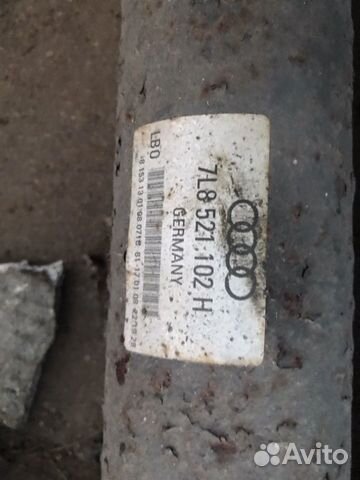 7L8 521 102 H
GERMANY
LBO
Avito